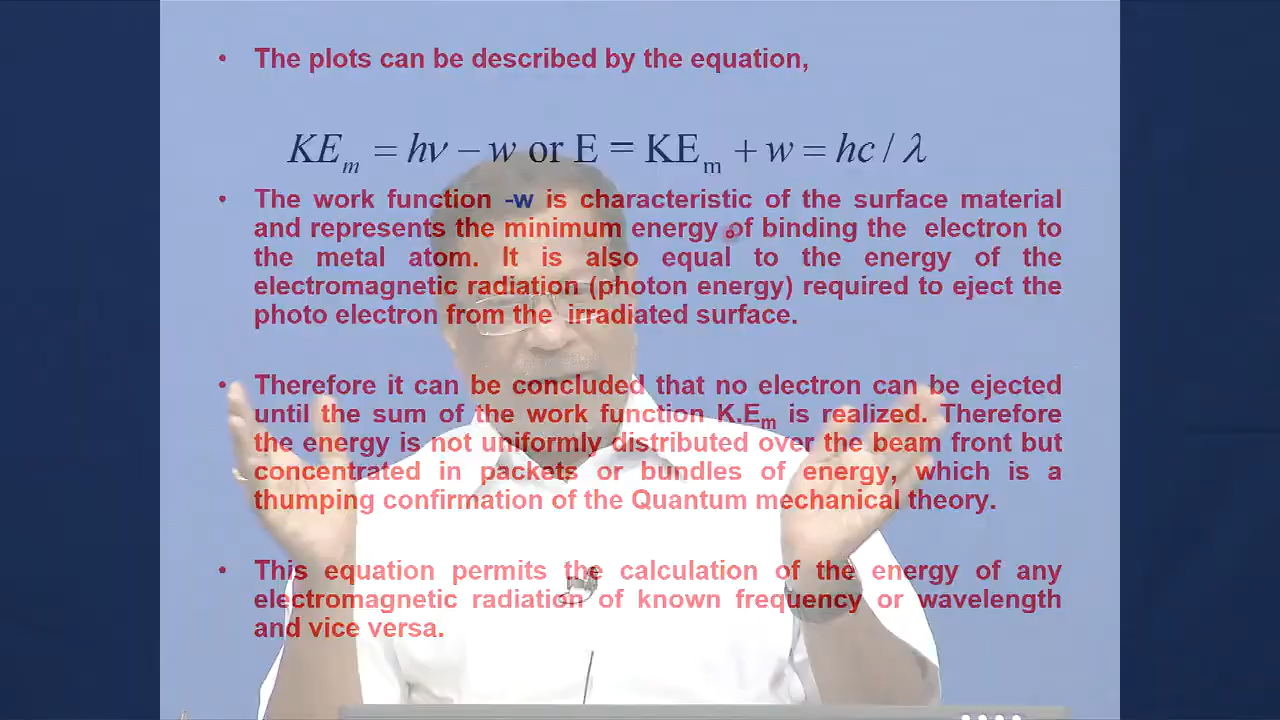 • The plots can be described by the equation,
KEm = hν − w or E = KEm + w = hc / λ
• The work function -w is characteristic of the surface material
and represents the minimum energy of binding the electron to
the metal atom. It is also equal to the energy of the
electromagnetic radiation (photon energy) required to eject the
photo electron from the irradiated surface.
• Therefore it can be concluded that no electron can be ejected
until the sum of the work function K.Em is realized. Therefore
the energy is not uniformly distributed over the beam front but
concentrated in packets or bundles of energy, which is a
thumping confirmation of the Quantum mechanical theory.
• This equation permits the calculation of the energy of any
electromagnetic radiation of known frequency or wavelength
and vice versa.